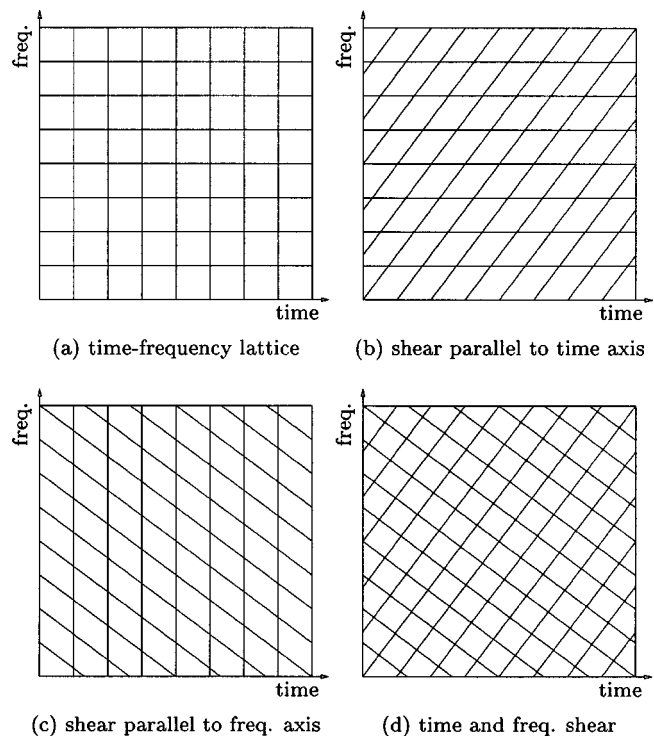 freq.
time
(a) time-frequency lattice
freq.
time
(b) shear parallel to time axis
freq.
time
(c) shear parallel to freq. axis
freq.
time
(d) time and freq. shear